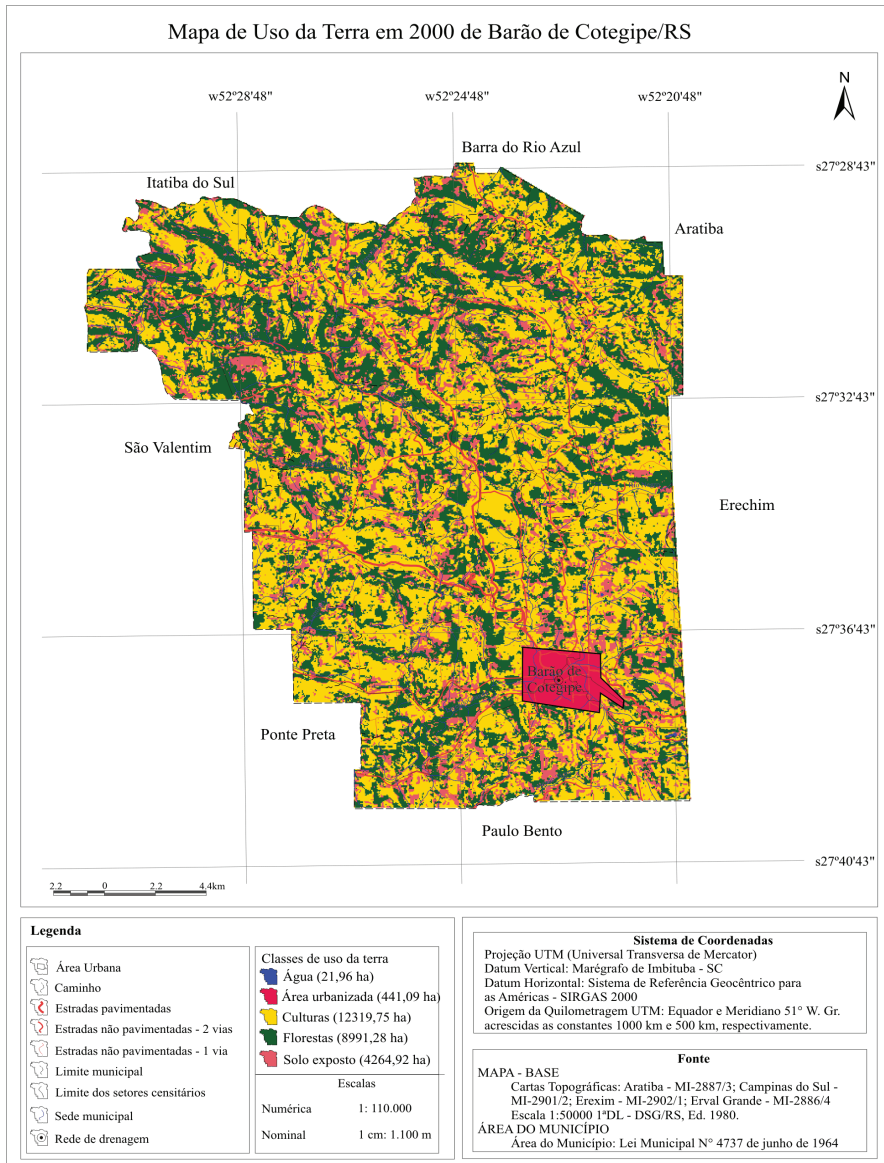 Mapa de Uso da Terra em 2000 de Barão de Cotegipe/RS
N
w52º28'48"
w52º24'48"
w52º20'48"
Barra do Rio Azul
s27º28'43"
Itatiba do Sul
Aratiba
s27º32'43"
São Valentim
Erechim
s27º36'43"
Barão de
Cotegipe
Ponte Preta
Paulo Bento
s27º40'43"
2.2 0 2.2 4.4km
Legenda
Área Urbana
Caminho
Estradas pavimentadas
Estradas não pavimentadas - 2 vias
Estradas não pavimentadas - 1 via
Limite municipal
Limite dos setores censitários
Sede municipal
Rede de drenagem
Classes de uso da terra
Água (21,96 ha)
Área urbanizada (441,09 ha)
Culturas (12319,75 ha)
Florestas (8991,28 ha)
Solo exposto (4264,92 ha)
Escalas
Numérica 1: 110.000
Nominal 1 cm: 1.100 m
Sistema de Coordenadas
Projeção UTM (Universal Transversa de Mercator)
Datum Vertical: Marégrafo de Imbituba - SC
Datum Horizontal: Sistema de Referência Geocêntrico para
as Américas - SIRGAS 2000
Origem da Quilometragem UTM: Equador e Meridiano 51° W. Gr.
acrescidas as constantes 1000 km e 500 km, respectivamente.
Fonte
MAPA - BASE
Cartas Topográficas: Aratiba - MI-2887/3; Campinas do Sul -
MI-2901/2; Erexim - MI-2902/1; Erval Grande - MI-2886/4
Escala 1:50000 1ªDL - DSG/RS, Ed. 1980.
ÁREA DO MUNICÍPIO
Área do Município: Lei Municipal N° 4737 de junho de 1964